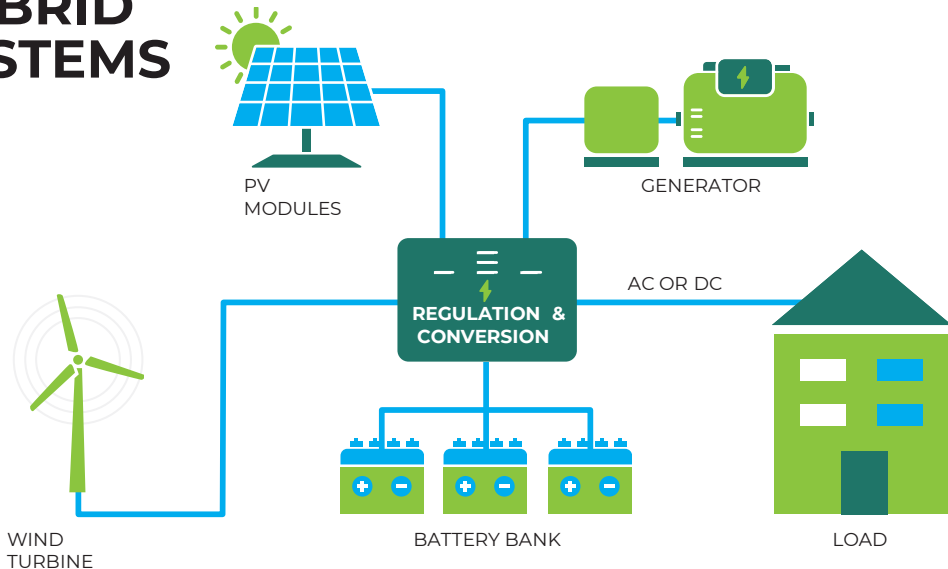 BRID
STEMS
PV
MODULES
GENERATOR
AC OR DC
REGULATION &
CONVERSION
WIND
TURBINE
BATTERY BANK
LOAD